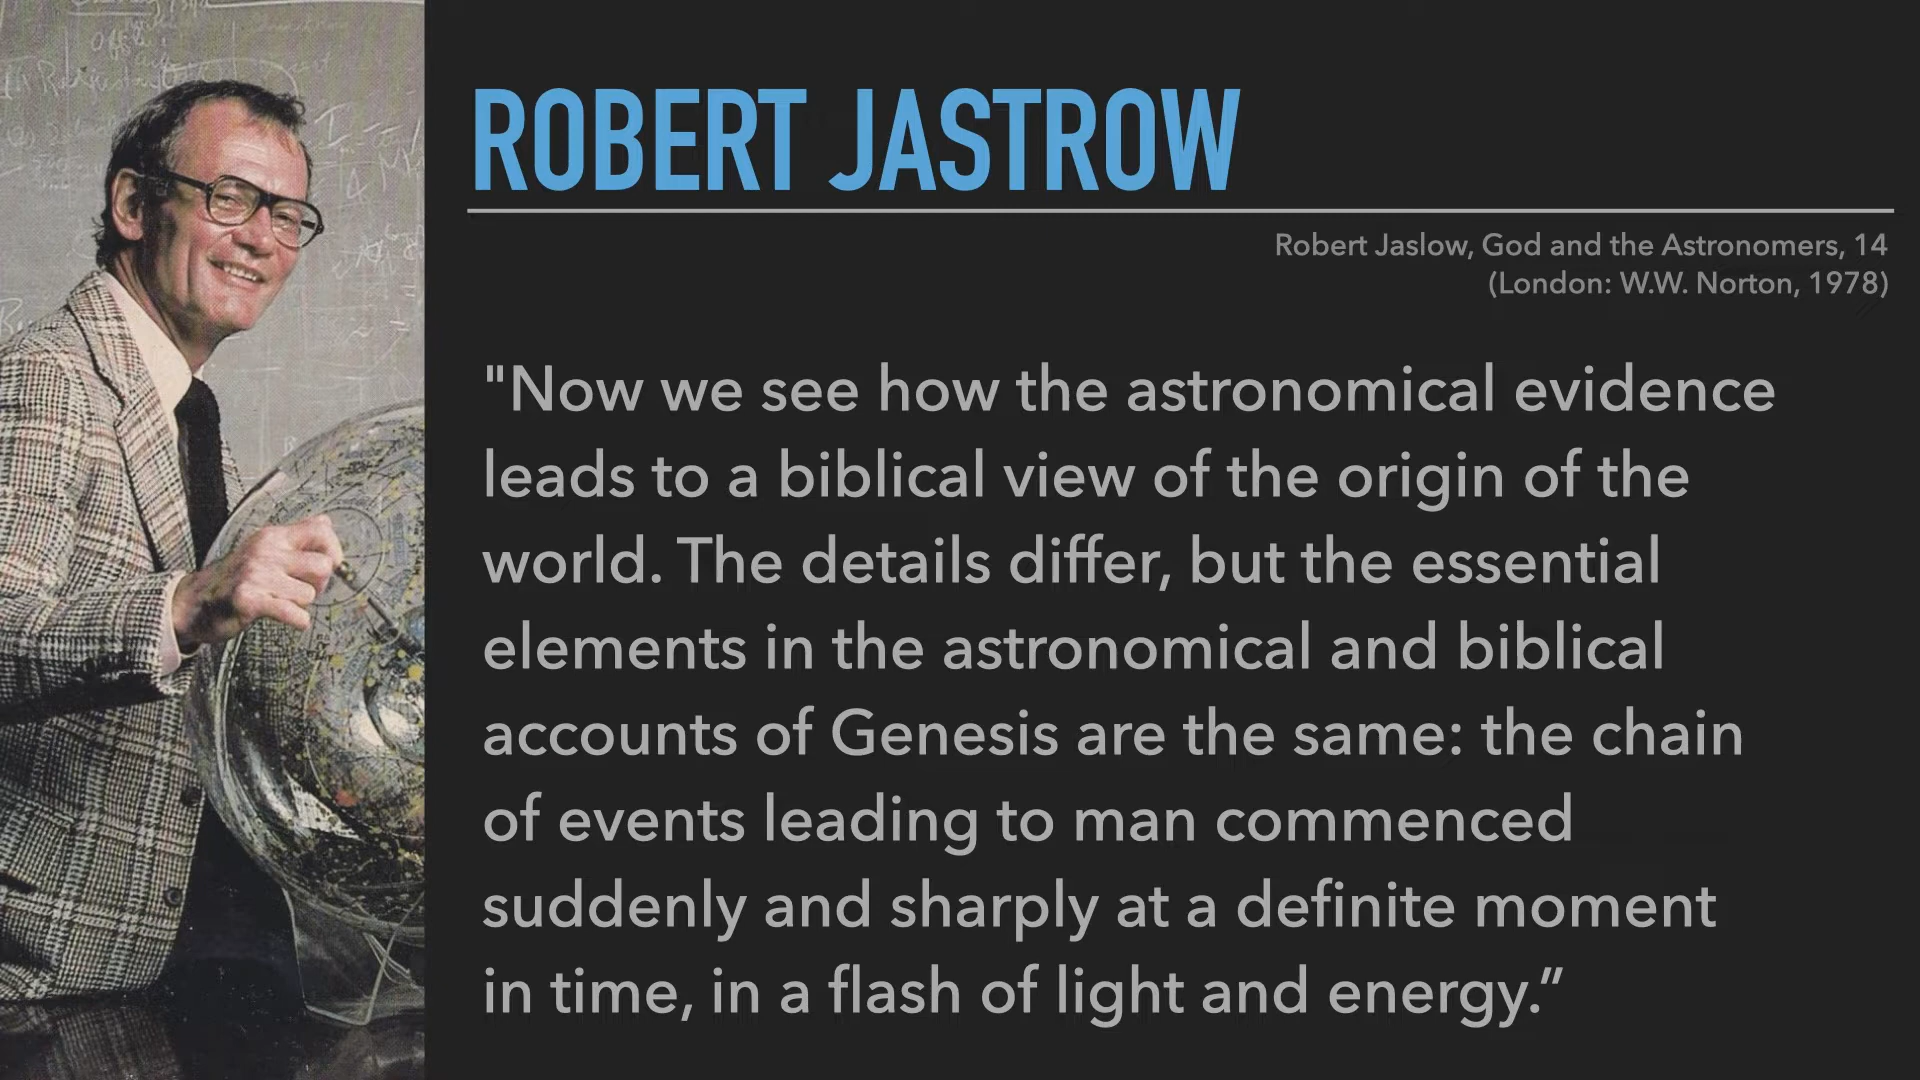 ROBERT JASTROW
Robert Jaslow, God and the Astronomers, 14
(London: W.W. Norton, 1978)
"Now we see how the astronomical evidence
leads to a biblical view of the origin of the
world. The details differ, but the essential
elements in the astronomical and biblical
accounts of Genesis are the same: the chain
of events leading to man commenced
suddenly and sharply at a definite moment
in time, in a flash of light and energy.”